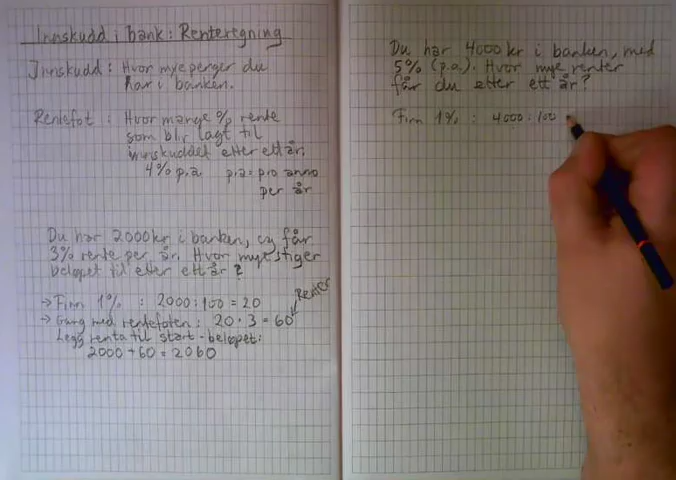 Innskudd i bank: Renteregning
Innskudd: Hvor mye penger du
har i banken.
Rentefot: Hvor mange % rente
som blir lagt til
innskuddet etter ett år.
4% p.a p.a = pro anno
per år
Du har 2000kr i banken, og får
3% rente per år. Hvor mye stiger
beløpet til etter ett år?
→ Finn 1% : 2000:100 = 20
Renter
→ Gang med rentefoten: 20 · 3 = 60
Legg renta til start-beløpet:
2000 + 60 = 2060
Du har 4000 kr i banken, med
5% (p.a.). Hvor mye renter
får du etter ett år?
Finn 1% : 4000:100